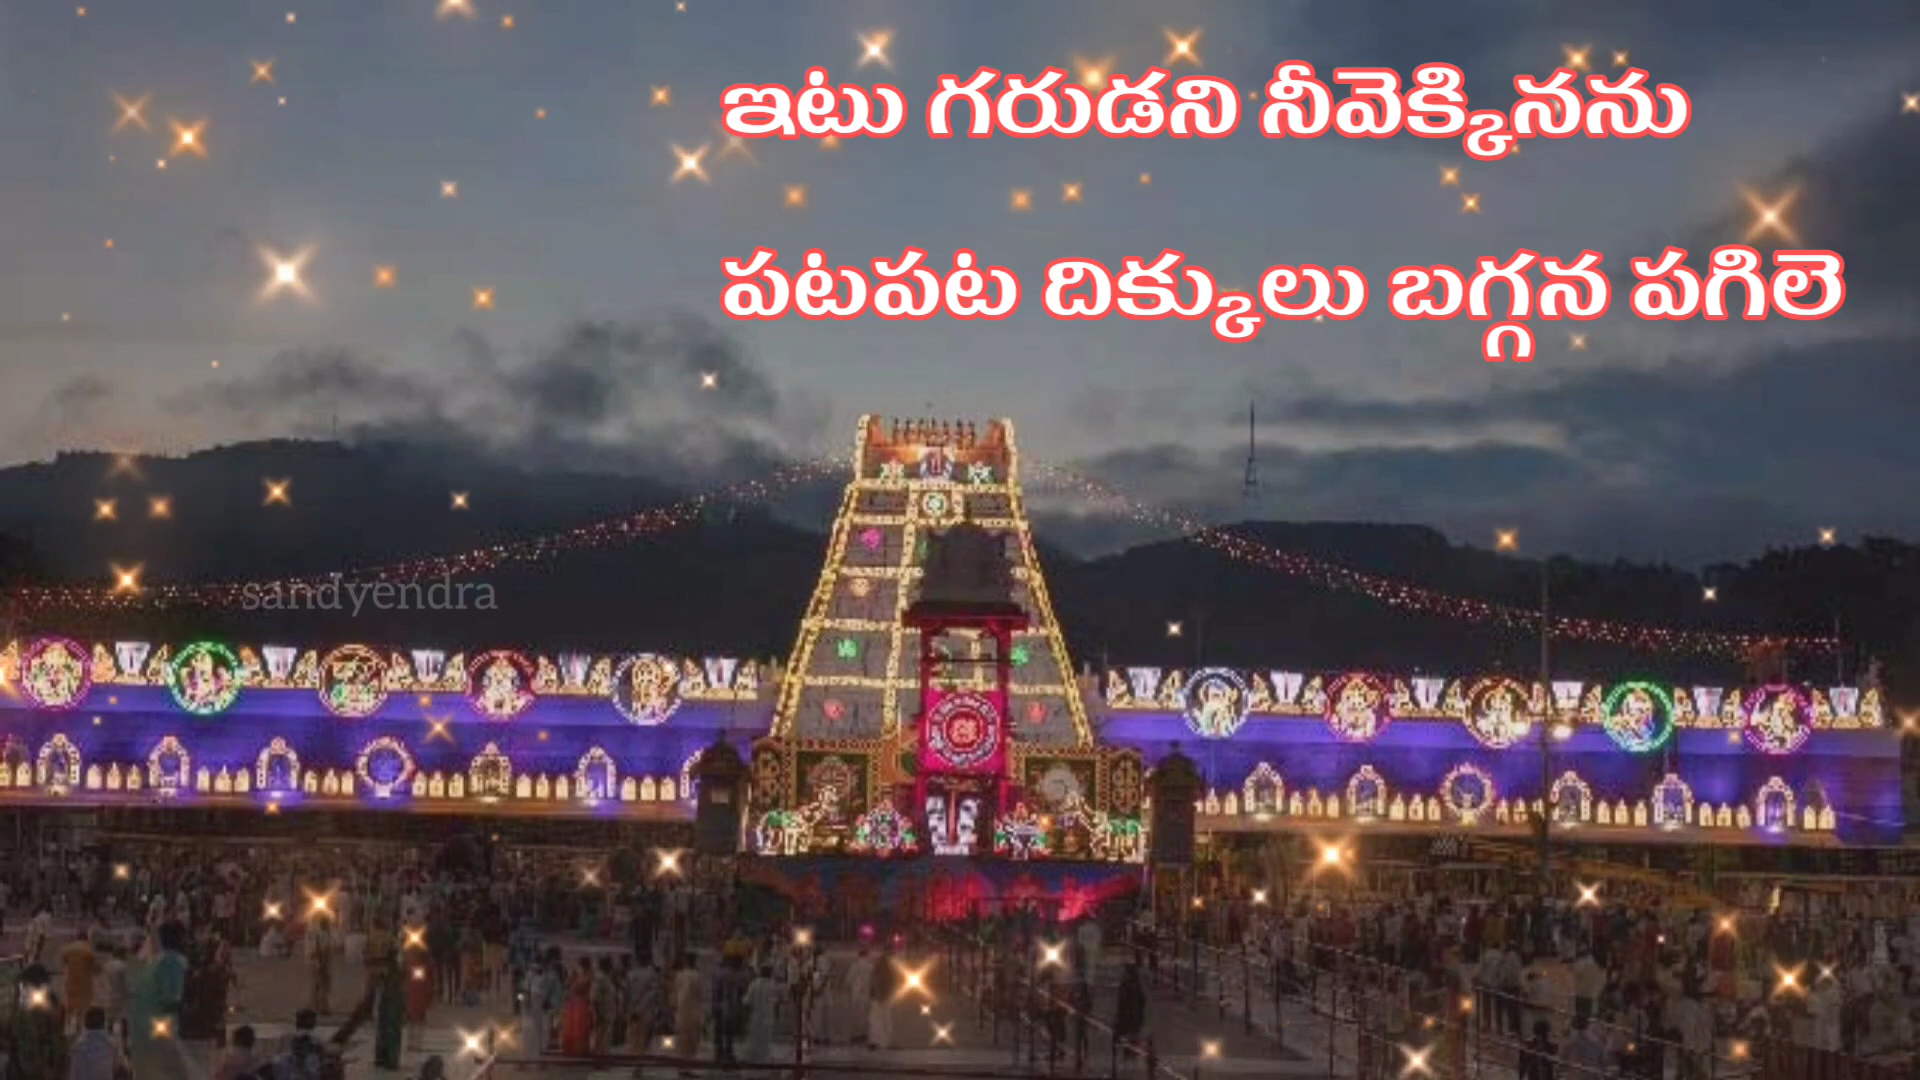 ఇటు గరుడని నీవెక్కినను
పటపట దిక్కులు బగ్గన పగిలె
sandyendra